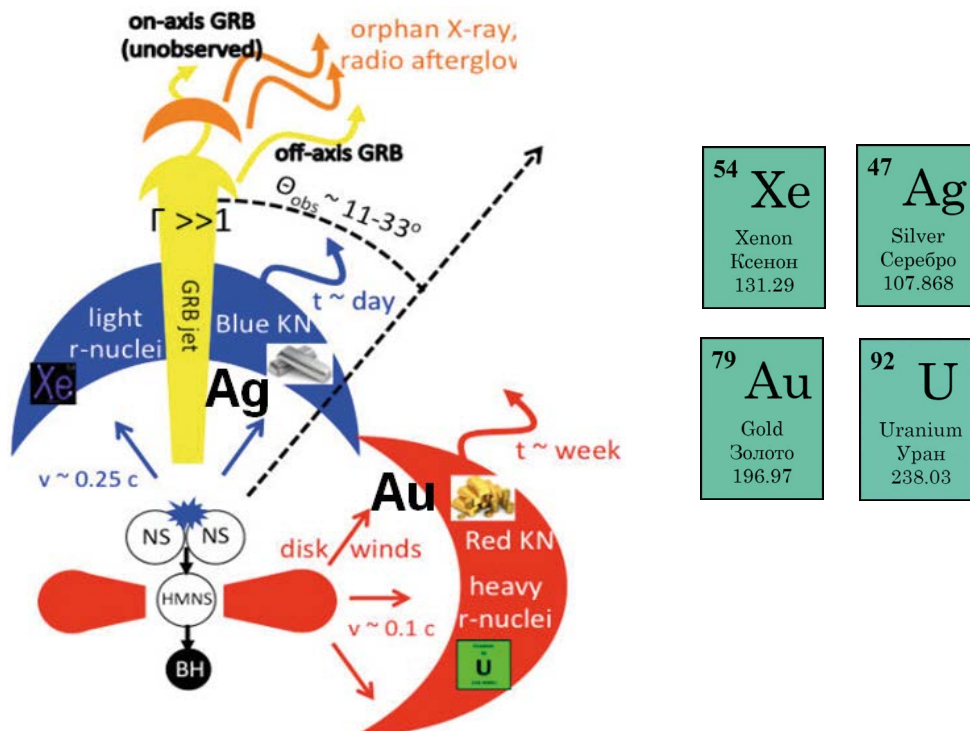 on-axis GRB
(unobserved)
orphan X-ray,
radio afterglov
off-axis GRB
Θobs ~ 11-33°
Γ >>1
GRB jet
t ~ day
light
r-nuclei
Blue KN
Xe
Ag
v ~ 0.25 c
t ~ week
Au
NS
NS
disk winds
Red KN
HMNS
heavy
r-nuclei
v ~ 0.1 c
U
BH
54
Xe
Xenon
Ксенон
131.29
47
Ag
Silver
Серебро
107.868
79
Au
Gold
Золото
196.97
92
U
Uranium
Уран
238.03